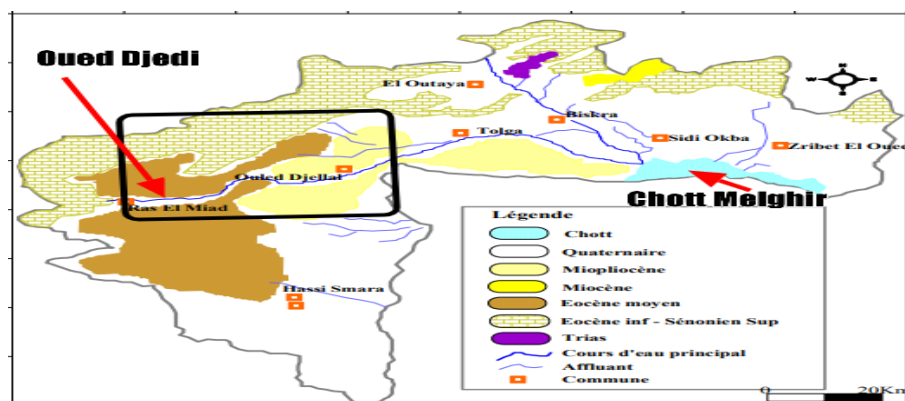 Oued Djedi
El Outaya
Biskra
Tolga
Sidi Okba
Zribet El Oued
Ouled Djellal
Chott Melghir
Ras El Miad
Hassi Smara
Légende
Chott
Quaternaire
Miopliocène
Miocène
Eocène moyen
Eocène inf - Sénonien Sup
Trias
Cours d'eau principal
Affluant
Commune
0 20Km